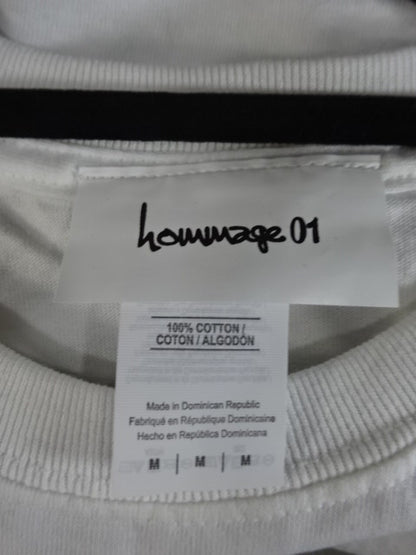 hommage 01
100% COTTON /
COTON / ALGODÓN
Made in Dominican Republic
Fabriqué en République Dominicaine
Hecho en República Dominicana
M | M | M